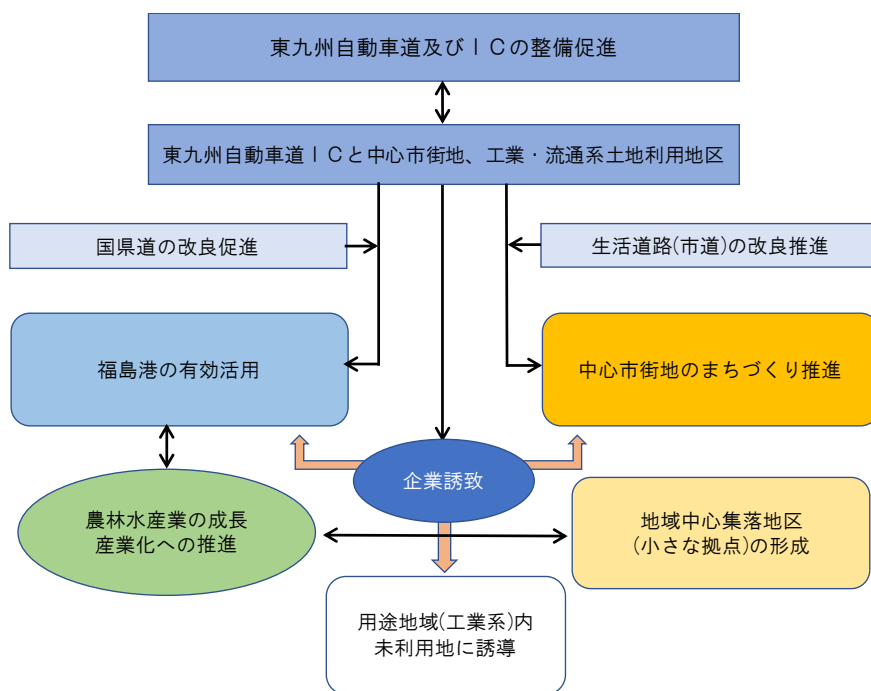 東九州自動車道及びＩＣの整備促進
東九州自動車道ＩＣと中心市街地、工業・流通系土地利用地区
国県道の改良促進
生活道路(市道)の改良推進
福島港の有効活用
中心市街地のまちづくり推進
企業誘致
農林水産業の成長
産業化への推進
地域中心集落地区
(小さな拠点)の形成
用途地域(工業系)内
未利用地に誘導